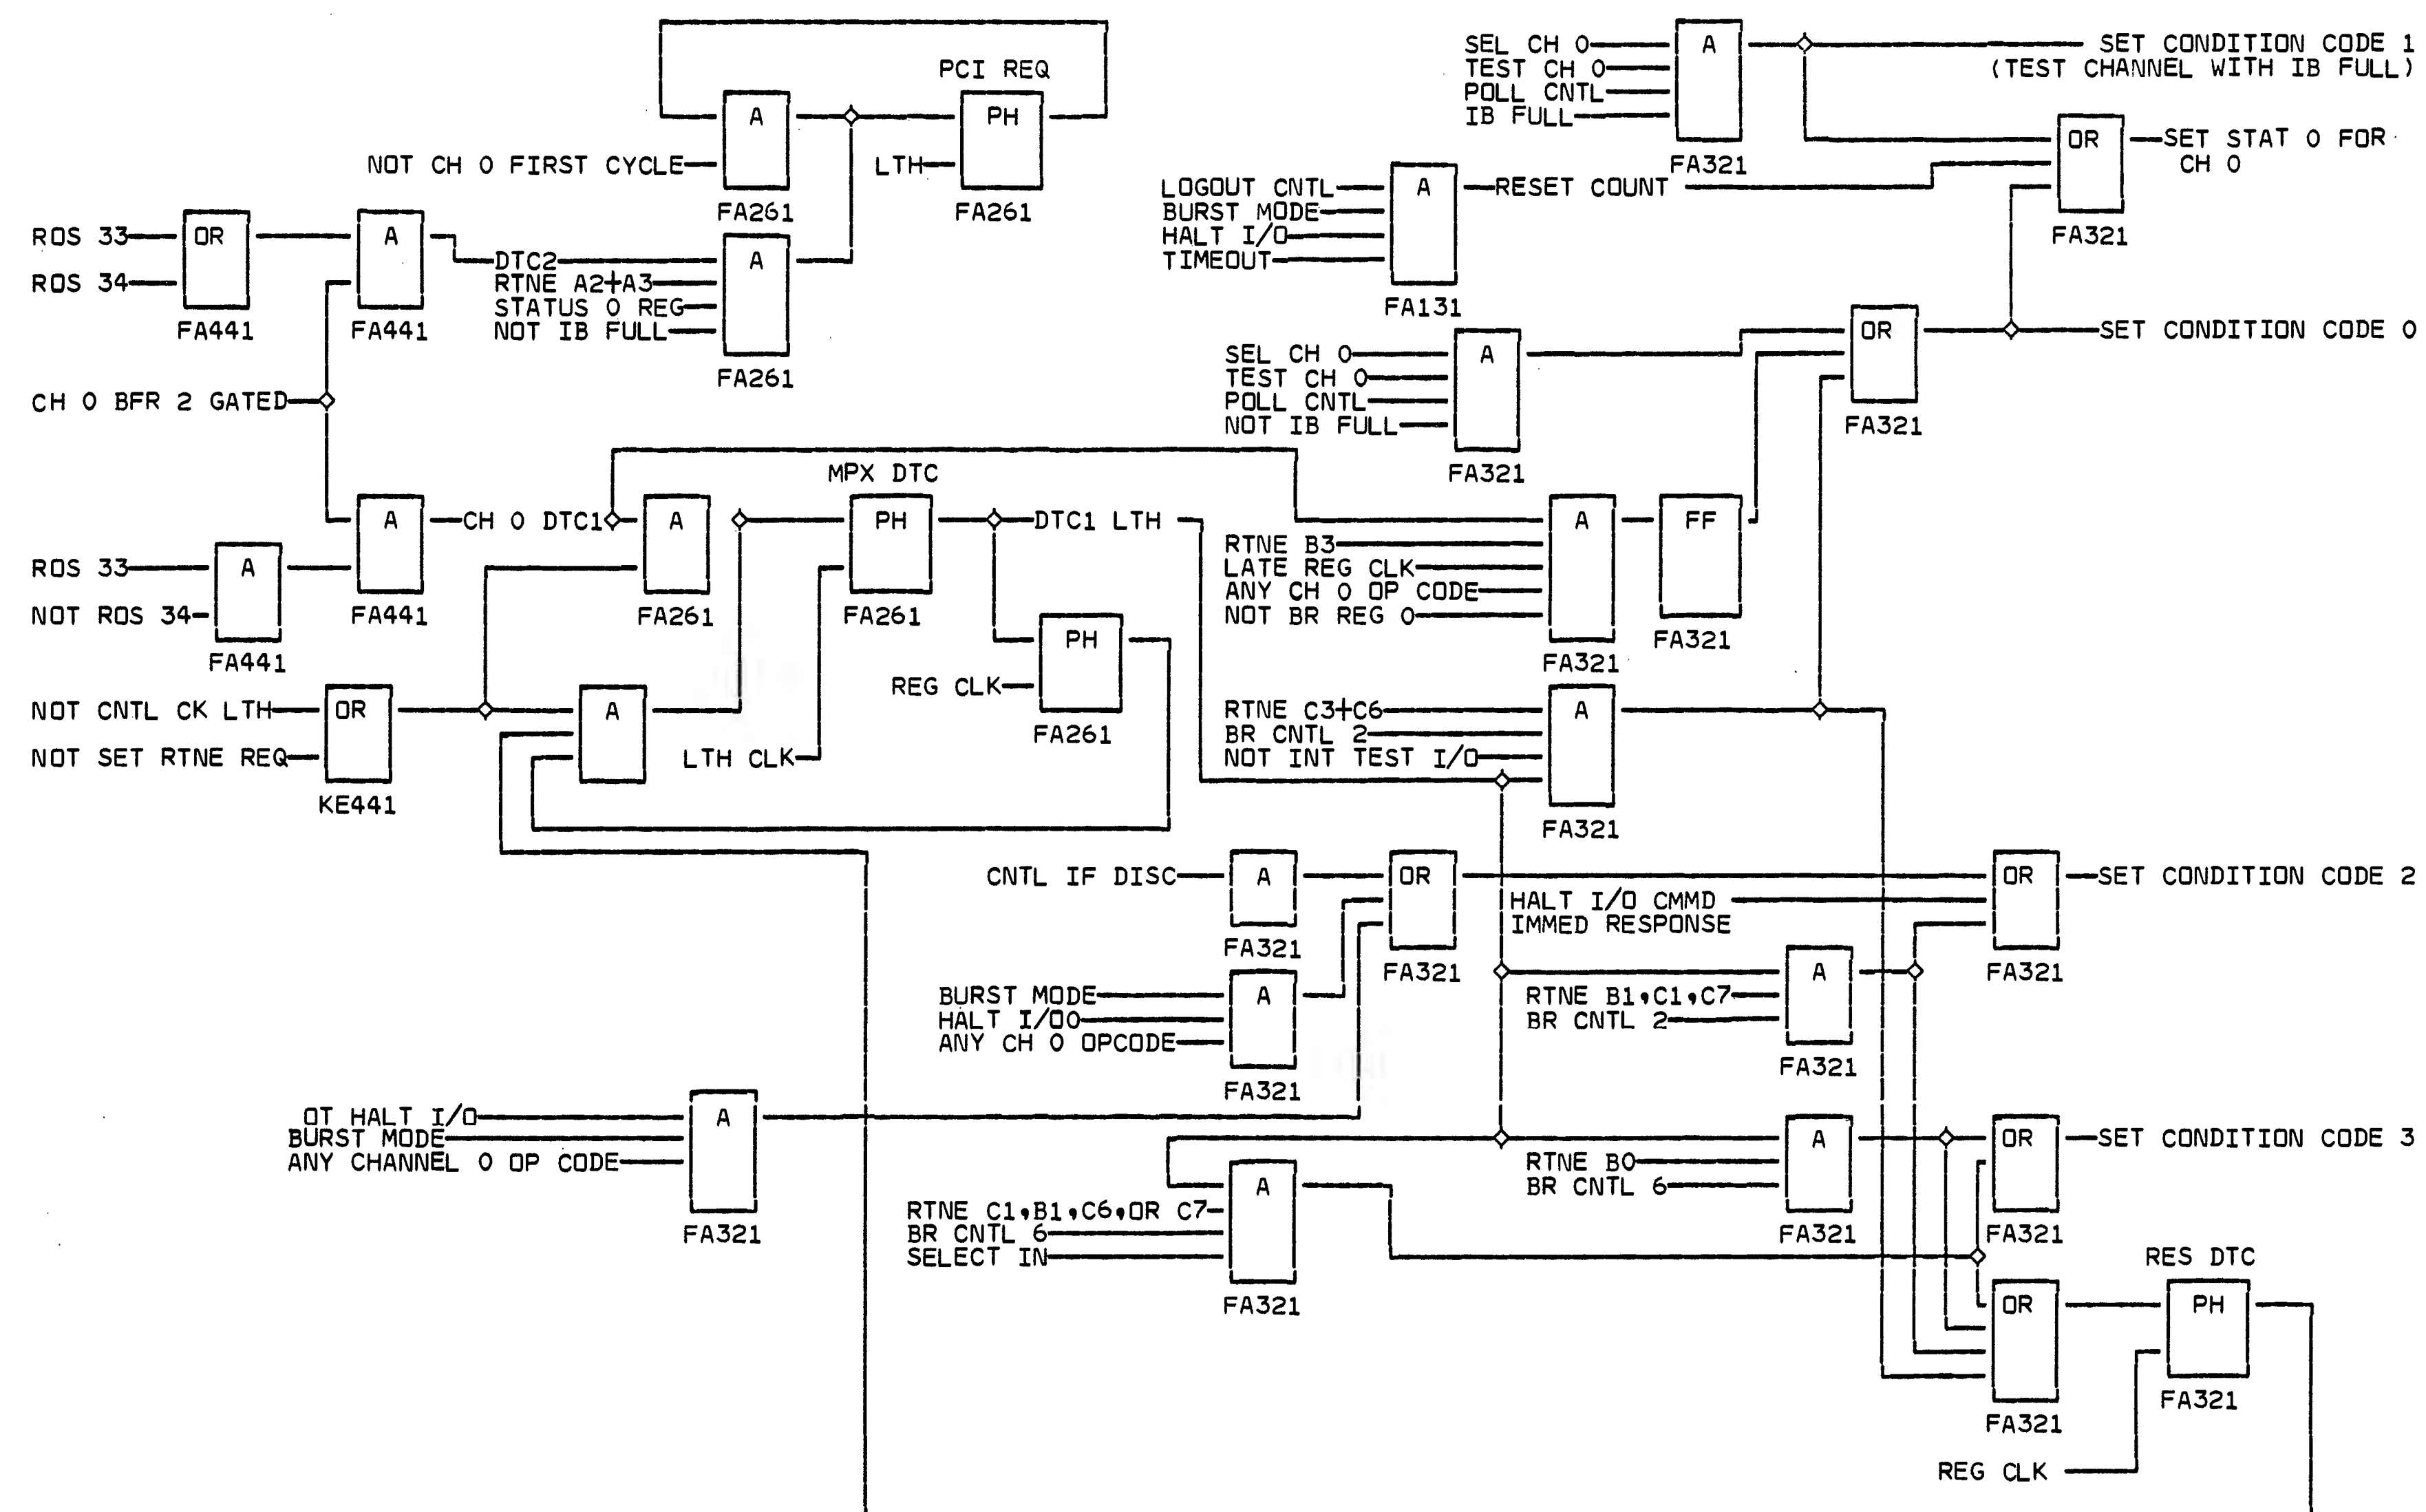 PCI REQ
A
PH
NOT CH 0 FIRST CYCLE
LTH
FA261
FA261
ROS 33
OR
A
ROS 34
FA441
FA441
DTC2
A
RTNE A2+A3
STATUS 0 REG
NOT IB FULL
FA261
CH 0 BFR 2 GATED
MPX DTC
A
CH 0 DTC1
A
PH
DTC1 LTH
ROS 33
A
NOT ROS 34
FA441
FA441
FA261
FA261
PH
REG CLK
FA261
NOT CNTL CK LTH
OR
A
NOT SET RTNE REQ
LTH CLK
KE441
SEL CH 0
A
SET CONDITION CODE 1
TEST CH 0
(TEST CHANNEL WITH IB FULL)
POLL CNTL
IB FULL
FA321
OR
SET STAT 0 FOR
CH 0
FA321
LOGOUT CNTL
A
RESET COUNT
BURST MODE
HALT I/O
TIMEOUT
FA131
SEL CH 0
A
TEST CH 0
POLL CNTL
NOT IB FULL
FA321
OR
SET CONDITION CODE 0
FA321
A
FF
RTNE B3
LATE REG CLK
ANY CH 0 OP CODE
NOT BR REG 0
FA321
FA321
RTNE C3+C6
A
BR CNTL 2
NOT INT TEST I/O
FA321
CNTL IF DISC
A
OR
OR
SET CONDITION CODE 2
HALT I/O CMMD
IMMED RESPONSE
FA321
FA321
FA321
BURST MODE
A
HALT I/OO
ANY CH 0 OPCODE
FA321
A
RTNE B1,C1,C7
BR CNTL 2
FA321
OT HALT I/O
A
BURST MODE
ANY CHANNEL 0 OP CODE
FA321
A
OR
SET CONDITION CODE 3
RTNE B0
BR CNTL 6
FA321
FA321
A
RTNE C1,B1,C6,OR C7
BR CNTL 6
SELECT IN
FA321
RES DTC
OR
PH
FA321
FA321
REG CLK